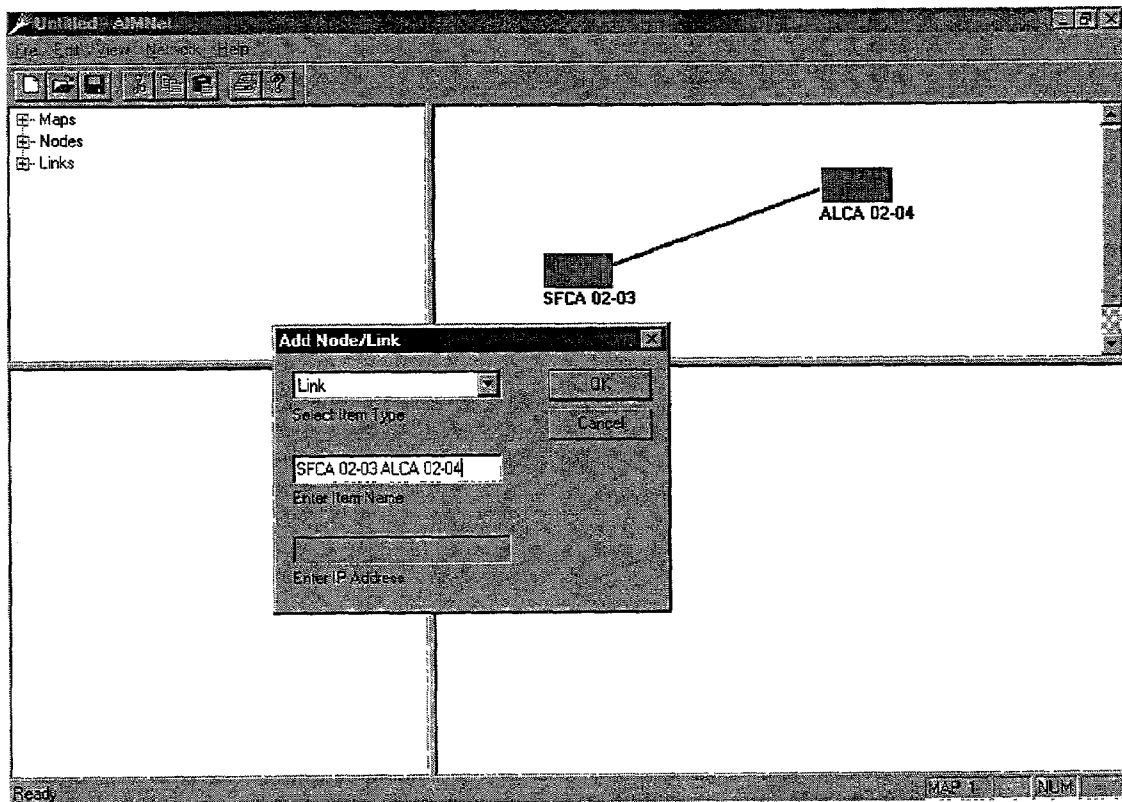 Untitled - AIMNet
File Edit View Network Help
Maps
Nodes
Links
ALCA 02-04
SFCA 02-03
Add Node/Link
Link
OK
Select Item Type
Cancel
SFCA 02-03 ALCA 02-04
Enter Item Name
Enter IP Address
Ready
MAP 1
NUM